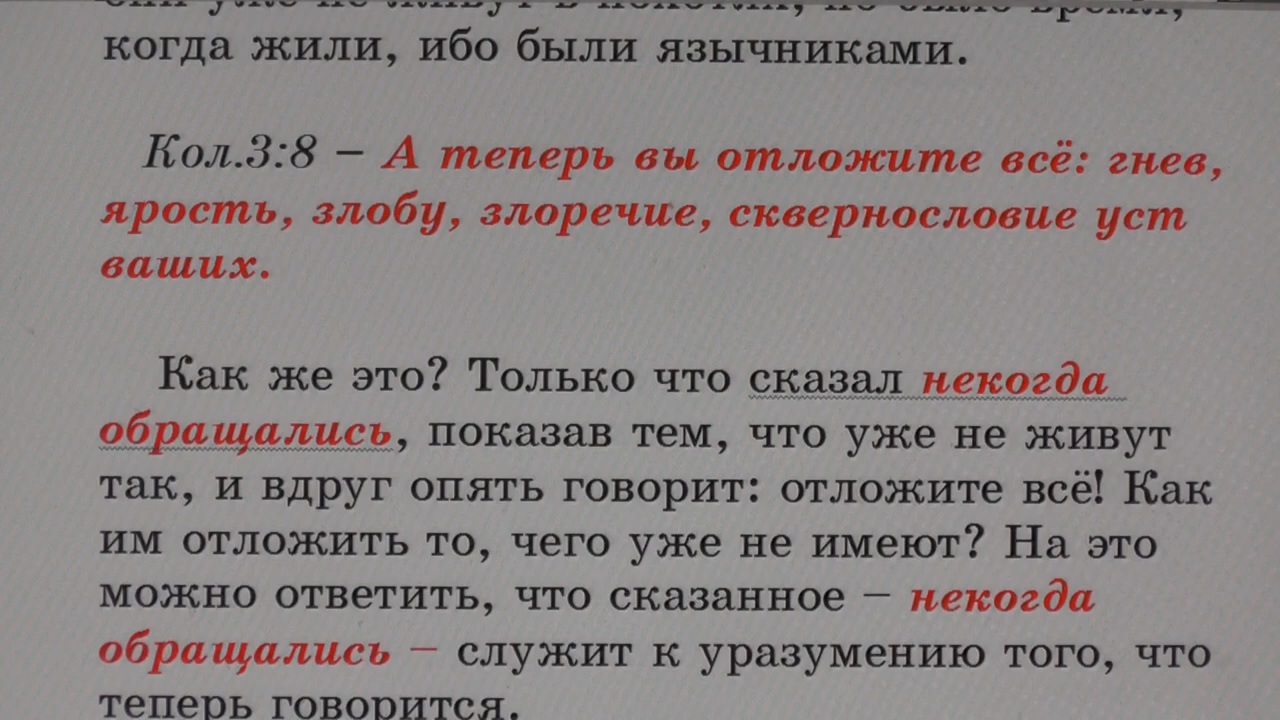 когда жили, ибо были язычниками.
Кол.3:8 – А теперь вы отложите всё: гнев,
ярость, злобу, злоречие, сквернословие уст
ваших.
Как же это? Только что сказал некогда
обращались, показав тем, что уже не живут
так, и вдруг опять говорит: отложите всё! Как
им отложить то, чего уже не имеют? На это
можно ответить, что сказанное – некогда
обращались – служит к уразумению того, что
теперь говорится.